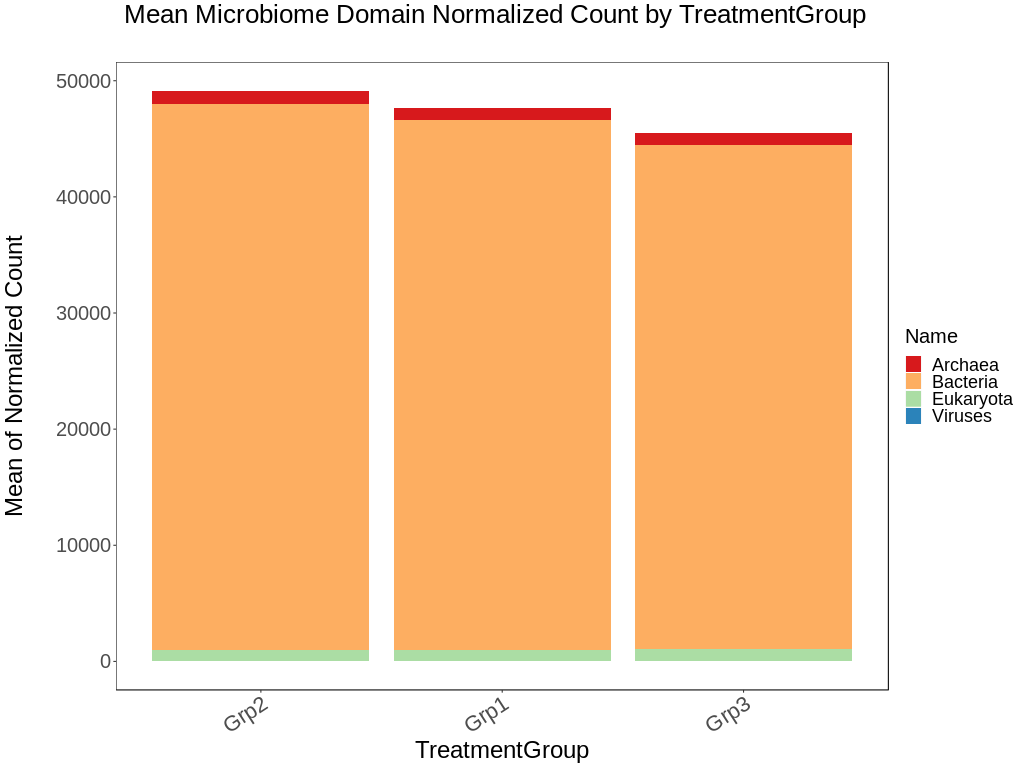 Mean Microbiome Domain Normalized Count by TreatmentGroup
Mean of Normalized Count
50000
40000
30000
20000
10000
0
Grp2
Grp1
Grp3
TreatmentGroup
Name
Archaea
Bacteria
Eukaryota
Viruses